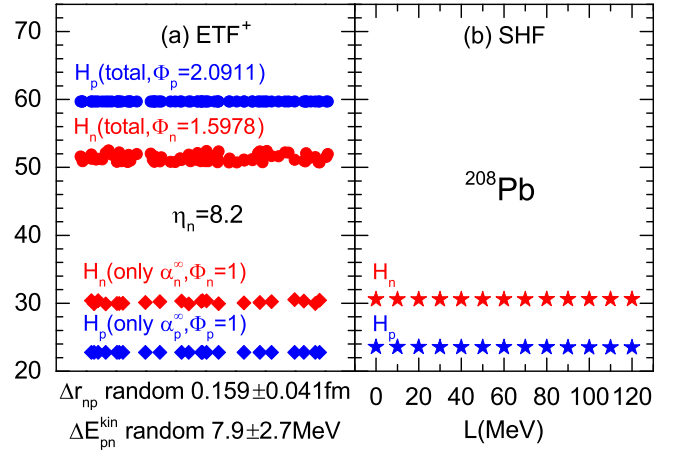 (a) ETF⁺
(b) SHF
70
60
50
40
30
20
Hₚ(total,Φₚ=2.0911)
Hₙ(total,Φₙ=1.5978)
ηₙ=8.2
²⁰⁸Pb
Hₙ(only αₙ^∞,Φₙ=1)
Hₙ
Hₚ(only αₚ^∞,Φₚ=1)
Hₚ
0 20 40 60 80 100 120
Δrₙₚ random 0.159±0.041fm
L(MeV)
ΔEₚₙ^kin random 7.9±2.7MeV